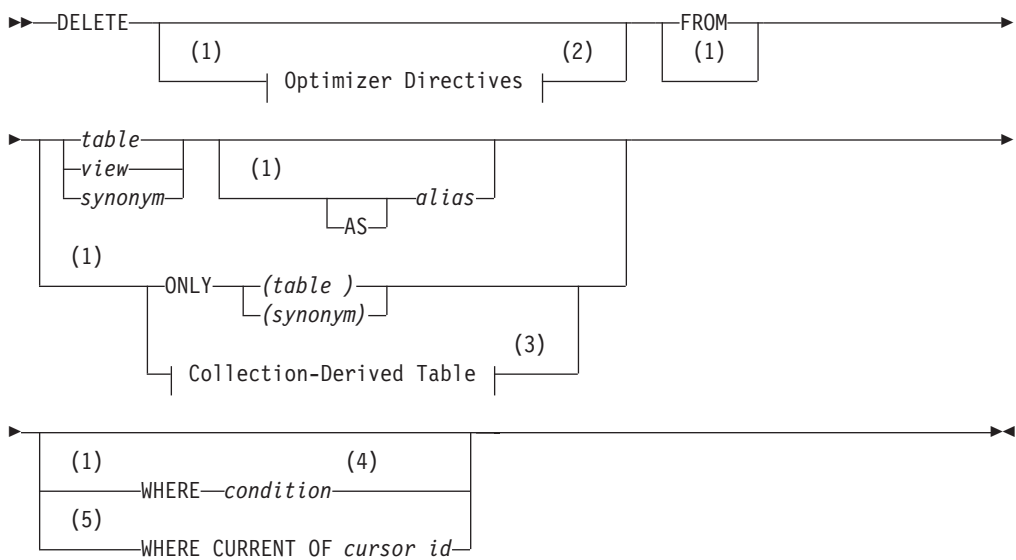 DELETE FROM
(1) (2) (1)
Optimizer Directives
table
view (1)
synonym alias
AS
(1)
ONLY (table )
(synonym)
(3)
Collection-Derived Table
(1) (4)
WHERE condition
(5)
WHERE CURRENT OF cursor id